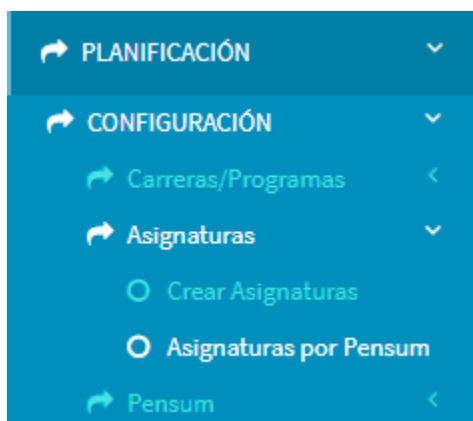 PLANIFICACIÓN
CONFIGURACIÓN
Carreras/Programas
Asignaturas
Crear Asignaturas
Asignaturas por Pensum
Pensum